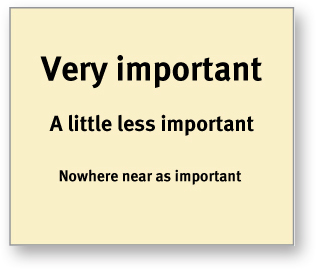 Very important
A little less important
Nowhere near as important